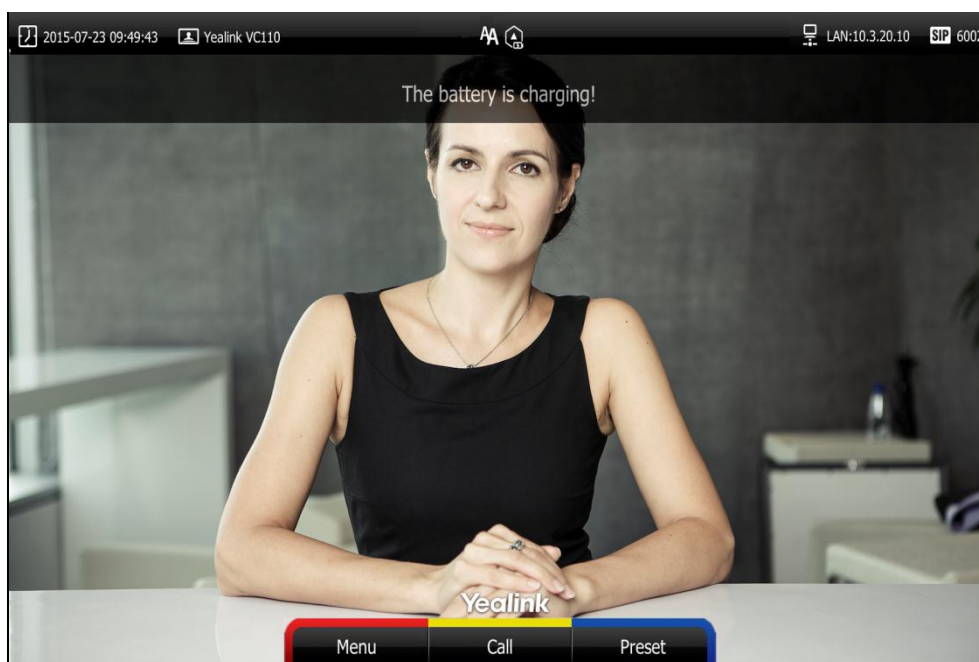 2015-07-23 09:49:43 Yealink VC110 AA LAN:10.3.20.10 SIP 6002
The battery is charging!
Yealink
Menu Call Preset